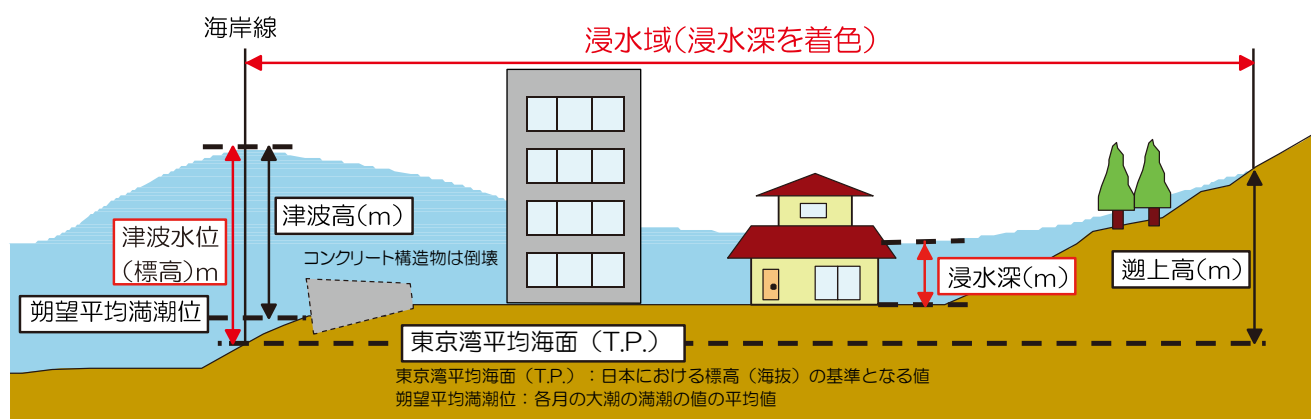 海岸線
浸水域(浸水深を着色)
津波高(m)
津波水位
(標高)m
コンクリート構造物は倒壊
朔望平均満潮位
浸水深(m)
遡上高(m)
東京湾平均海面（T.P.）
東京湾平均海面（T.P.）：日本における標高（海抜）の基準となる値
朔望平均満潮位：各月の大潮の満潮の値の平均値